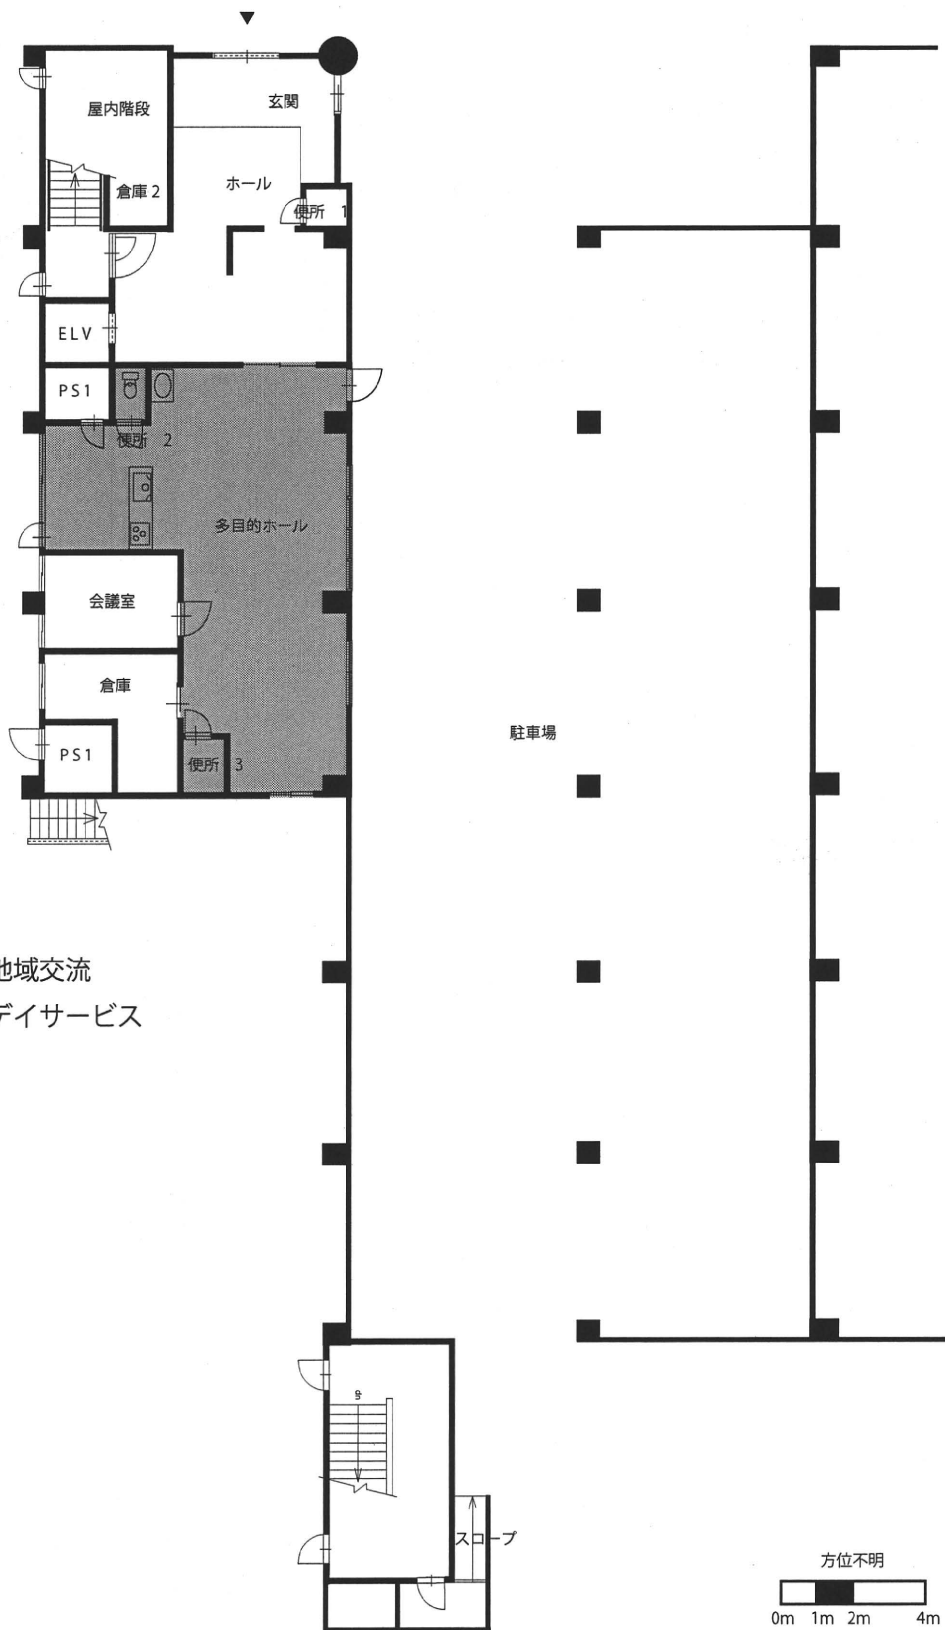 玄関
屋内階段
ホール
倉庫 2
便所 1
ELV
PS1
便所 2
多目的ホール
会議室
倉庫
駐車場
PS1
便所 3
地域交流
デイサービス
up
スロープ
方位不明
0m 1m 2m 4m